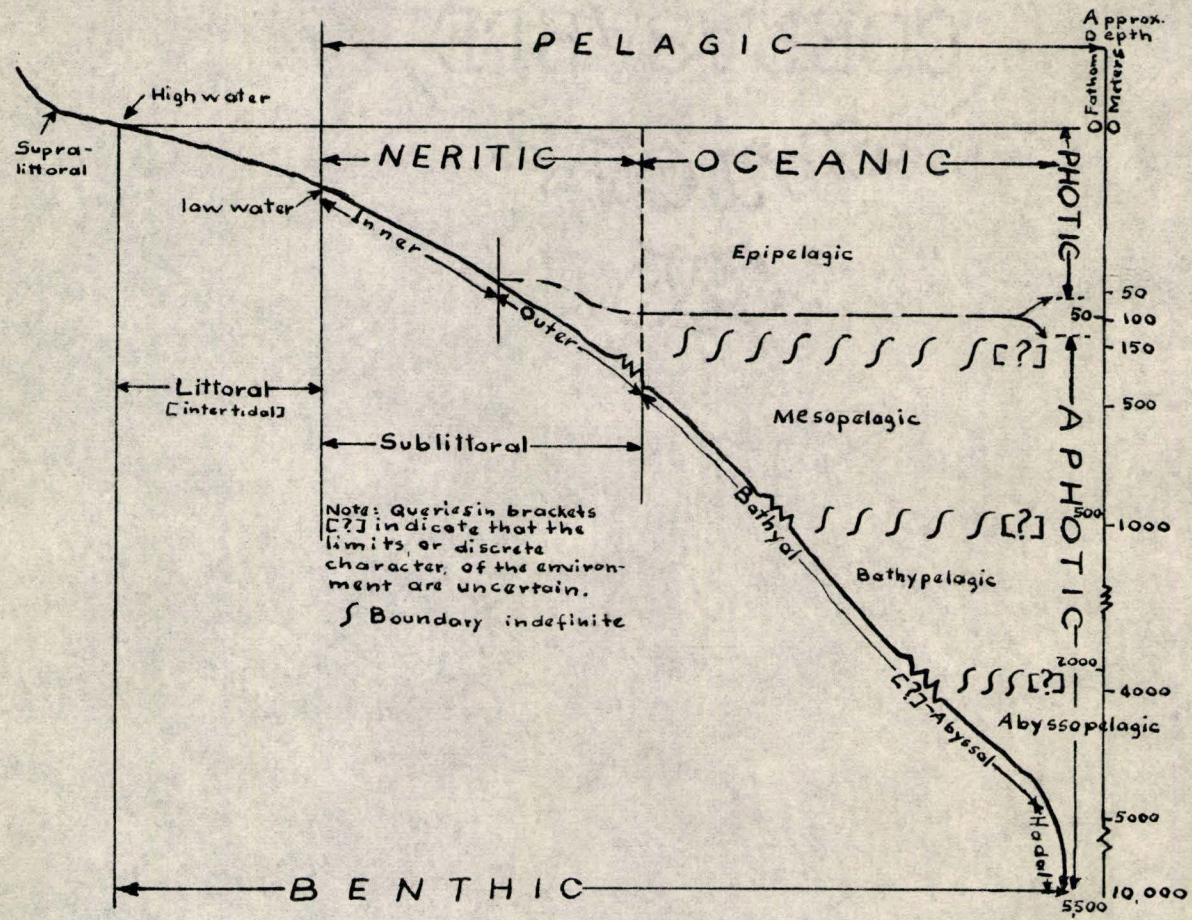 Approx.
Depth
PELAGIC
Fathoms
Meters
High water
0 0
Supra-
littoral
NERITIC
OCEANIC
PHOTIC
low water
Inner
Epipelagic
50
Outer
50 100
[?]
150
Littoral
[intertidal]
500
Mesopelagic
APHOTIC
Sublittoral
Bathyal
Note: Queries in brackets
[?] indicate that the
limits, or discrete
character, of the environ-
ment are uncertain.
[?]
500
1000
Bathypelagic
ʃ Boundary indefinite
2000
[?]
4000
[?] Abyssal
Abyssopelagic
5000
Hadal
BENTHIC
10,000
5500